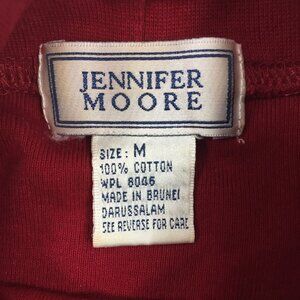 JENNIFER
MOORE
SIZE: M
100% COTTON
WPL 8046
MADE IN BRUNEI
DARUSSALAM
SEE REVERSE FOR CARE